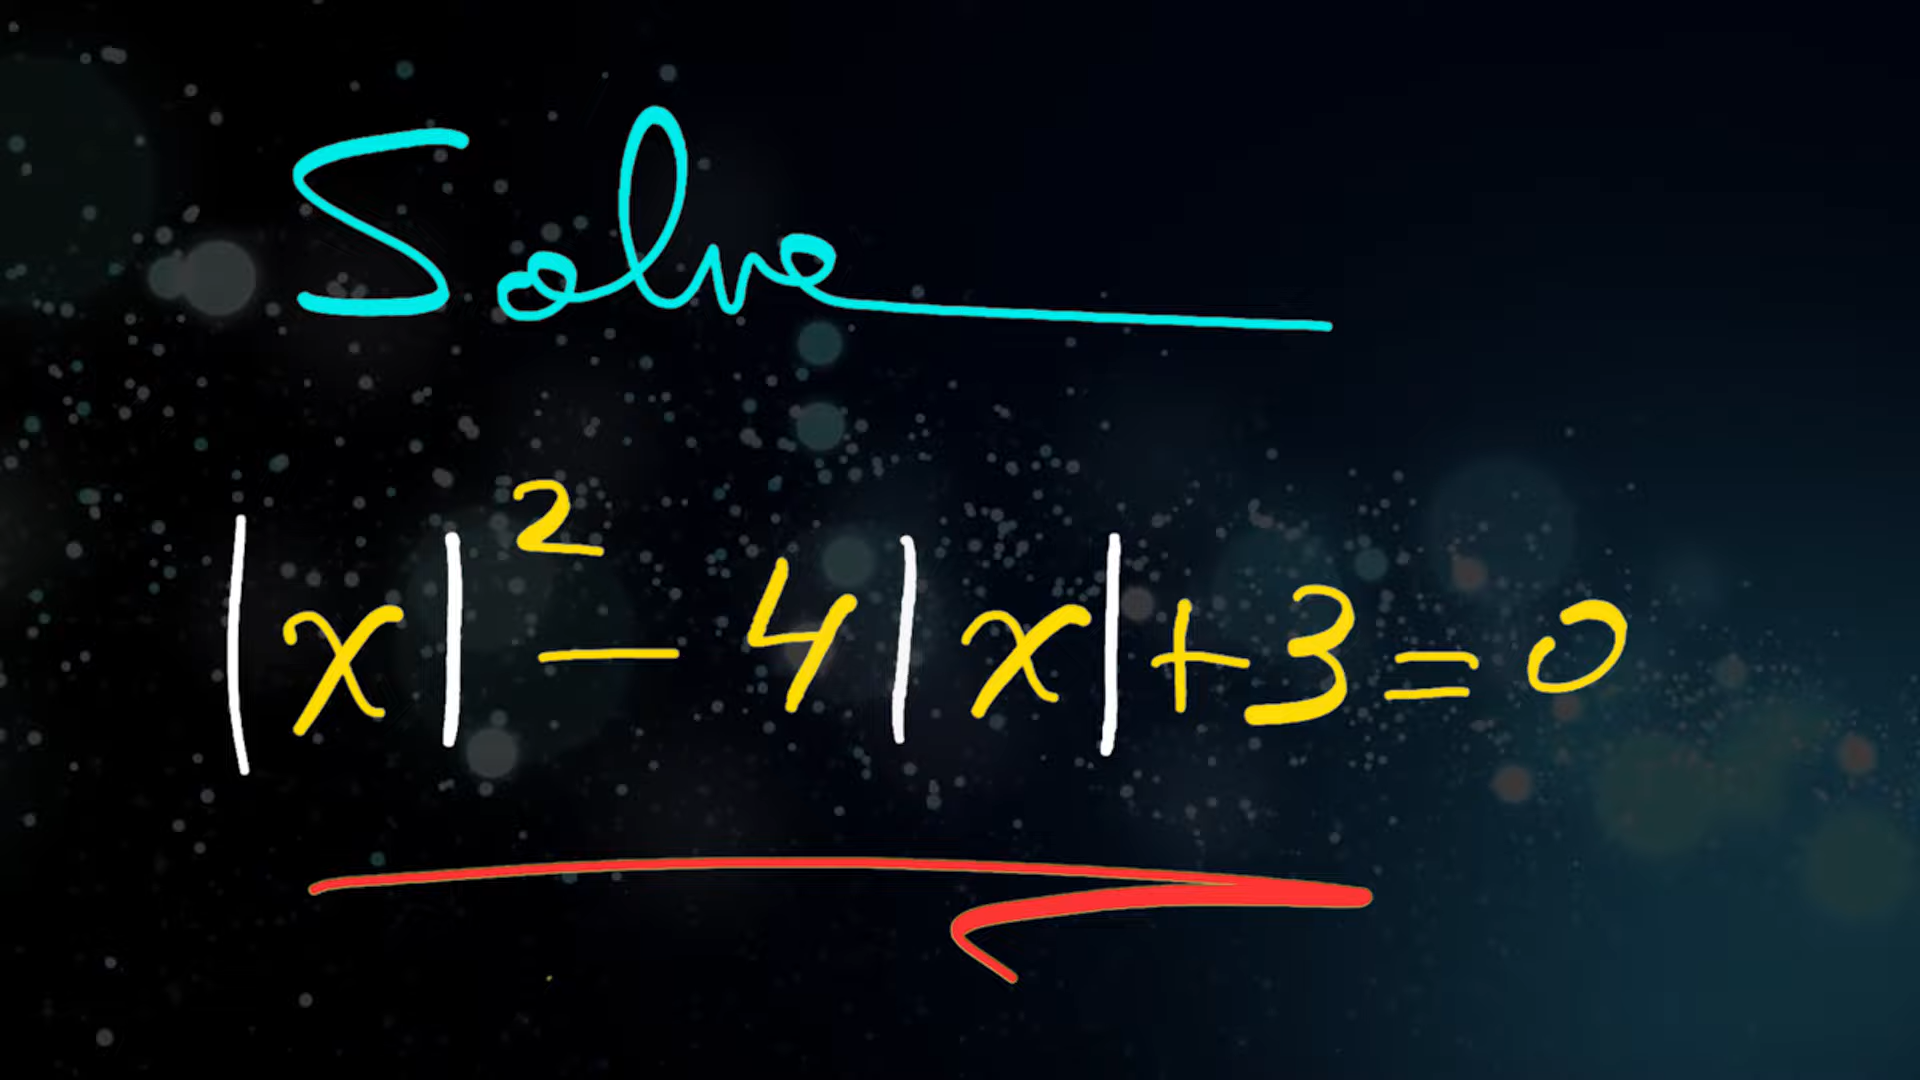 Solve
|x|² - 4|x| + 3 = 0